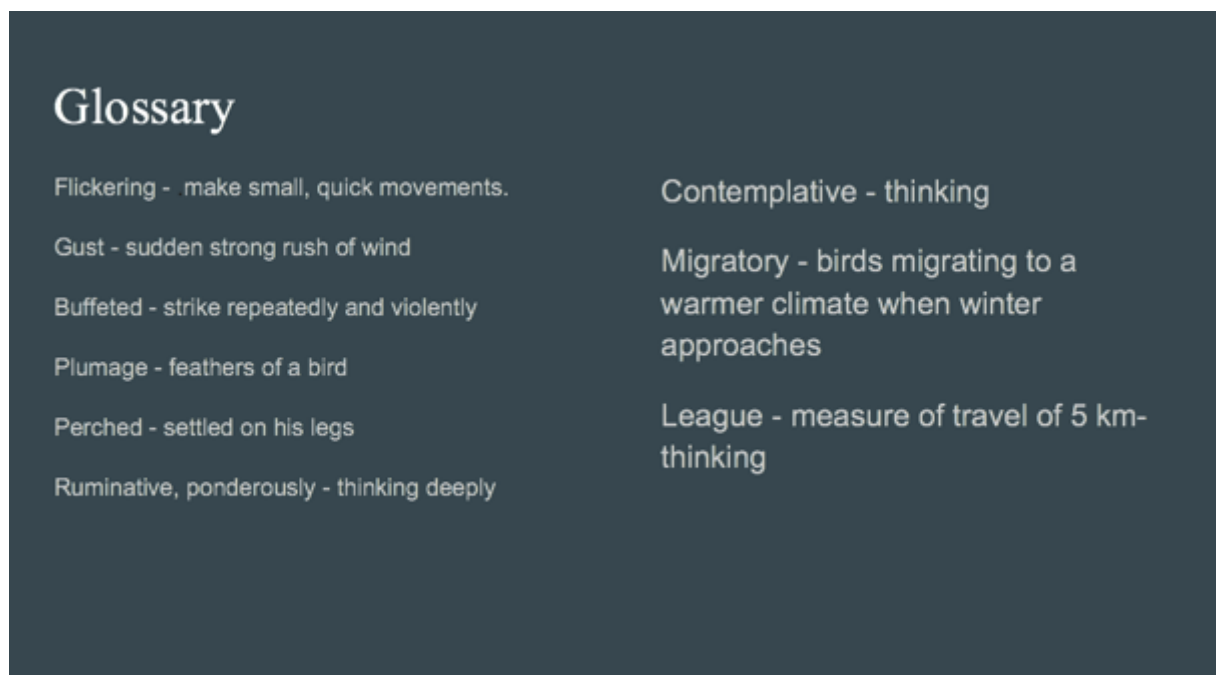 Glossary
Flickering - .make small, quick movements.
Gust - sudden strong rush of wind
Buffeted - strike repeatedly and violently
Plumage - feathers of a bird
Perched - settled on his legs
Ruminative, ponderously - thinking deeply
Contemplative - thinking
Migratory - birds migrating to a
warmer climate when winter
approaches
League - measure of travel of 5 km-
thinking